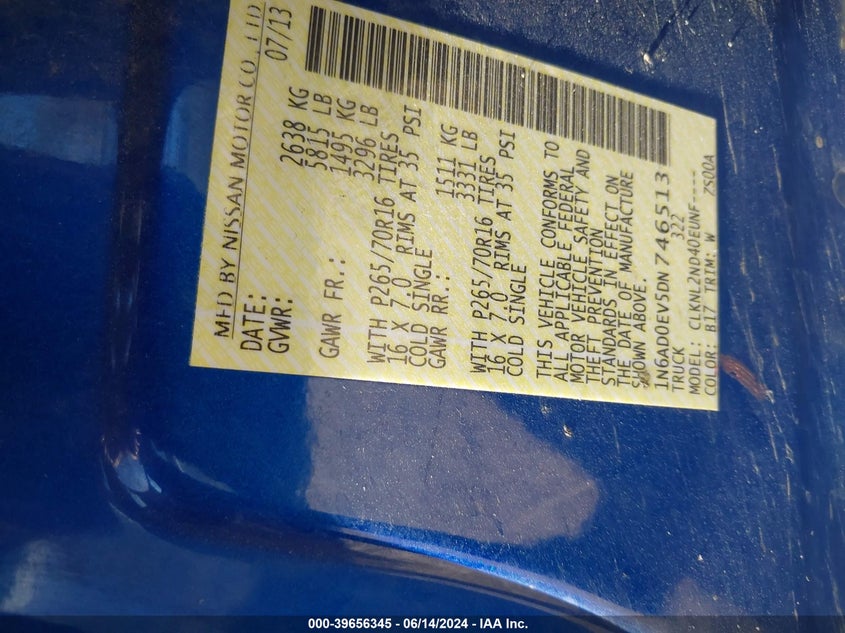 MFD BY NISSAN MOTOR CO., LTD
DATE: 07/13
GVWR: 2638 KG
5815 LB
GAWR FR.: 1495 KG
3296 LB
WITH P265/70R16 TIRES
16 X 7.0 RIMS AT 35 PSI
COLD SINGLE
GAWR RR.: 1511 KG
3331 LB
WITH P265/70R16 TIRES
16 X 7.0 RIMS AT 35 PSI
COLD SINGLE
THIS VEHICLE CONFORMS TO
ALL APPLICABLE FEDERAL
MOTOR VEHICLE SAFETY AND
THEFT PREVENTION
STANDARDS IN EFFECT ON
THE DATE OF MANUFACTURE
SHOWN ABOVE.
1N6AD0EV5DN746513
TRUCK 322
MODEL: CLKNL2ND40EUNF----
COLOR: B17 TRIM: W ZS00A
000-39656345 - 06/14/2024 - IAA Inc.